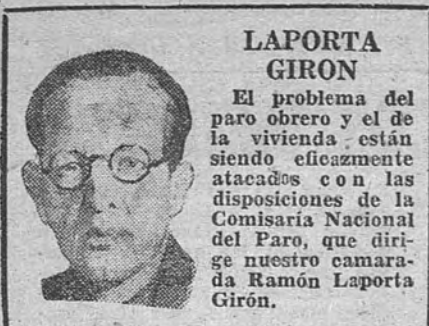 LAPORTA
GIRON
El problema del
paro obrero y el de
la vivienda están
siendo eficazmente
atacados con las
disposiciones de la
Comisaría Nacional
del Paro, que diri-
ge nuestro camara-
da Ramón Laporta
Girón.